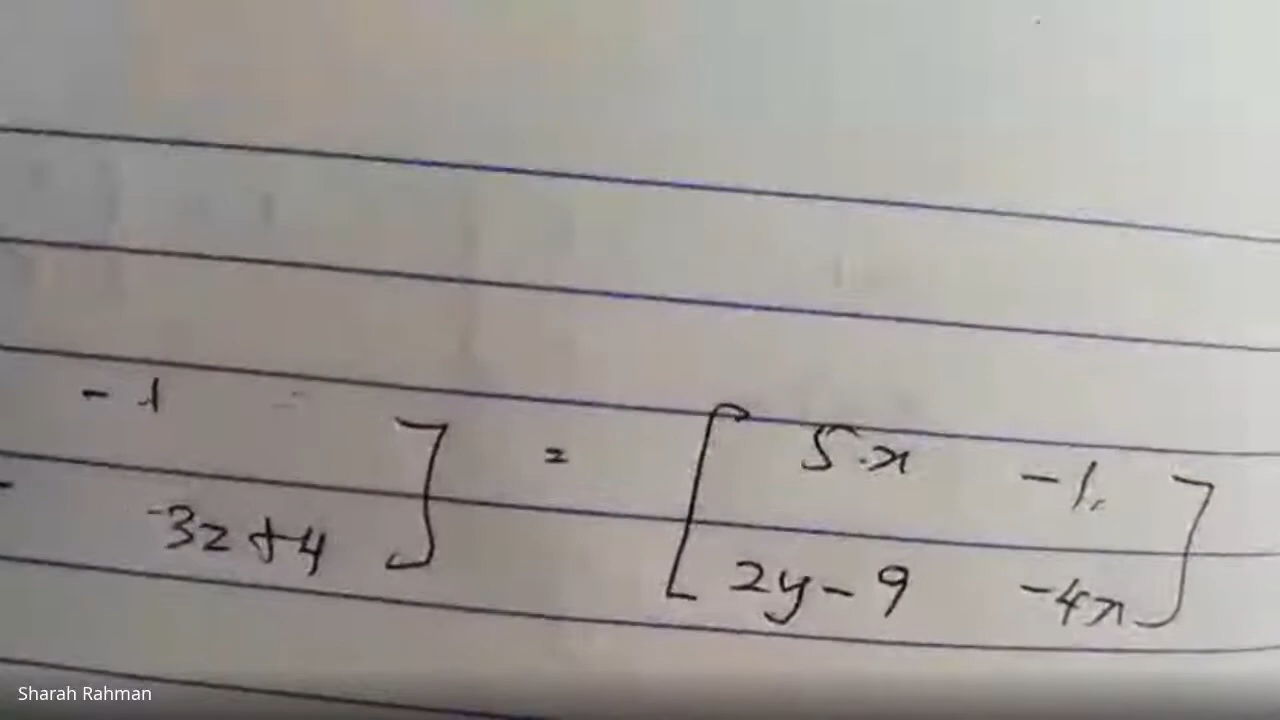 -1 ] = [ 5x -1
-3z+4 ] [ 2y-9 -4x ]
Sharah Rahman